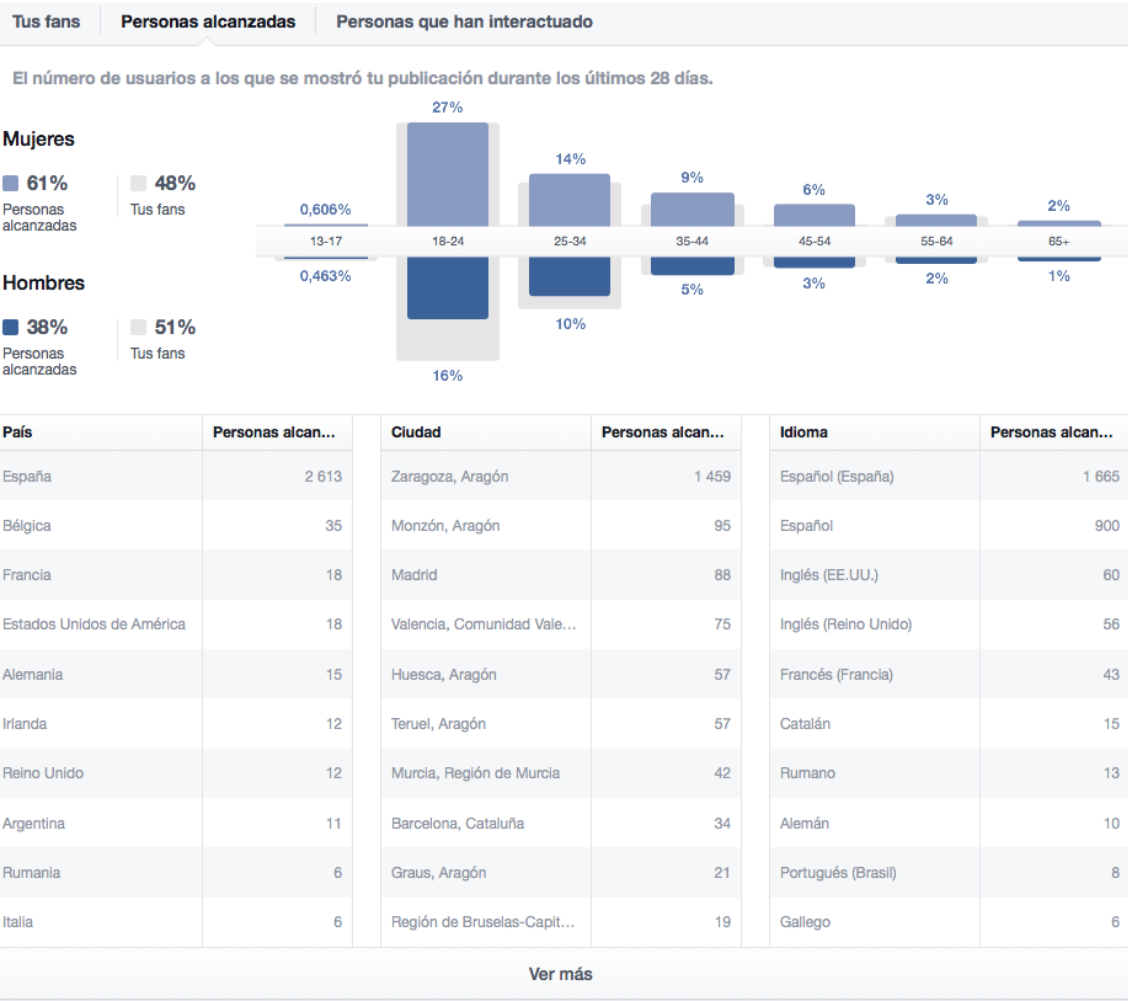 Tus fans Personas alcanzadas Personas que han interactuado
El número de usuarios a los que se mostró tu publicación durante los últimos 28 días.
Mujeres
61% 48%
Personas alcanzadas Tus fans
27%
14%
9%
6%
3%
2%
0,606%
13-17 18-24 25-34 35-44 45-54 55-64 65+
0,463%
16%
10%
5%
3%
2%
1%
Hombres
38% 51%
Personas alcanzadas Tus fans
País Personas alcan... Ciudad Personas alcan... Idioma Personas alcan...
España 2 613 Zaragoza, Aragón 1 459 Español (España) 1 665
Bélgica 35 Monzón, Aragón 95 Español 900
Francia 18 Madrid 88 Inglés (EE.UU.) 60
Estados Unidos de América 18 Valencia, Comunidad Vale... 75 Inglés (Reino Unido) 56
Alemania 15 Huesca, Aragón 57 Francés (Francia) 43
Irlanda 12 Teruel, Aragón 57 Catalán 15
Reino Unido 12 Murcia, Región de Murcia 42 Rumano 13
Argentina 11 Barcelona, Cataluña 34 Alemán 10
Rumania 6 Graus, Aragón 21 Portugués (Brasil) 8
Italia 6 Región de Bruselas-Capit... 19 Gallego 6
Ver más